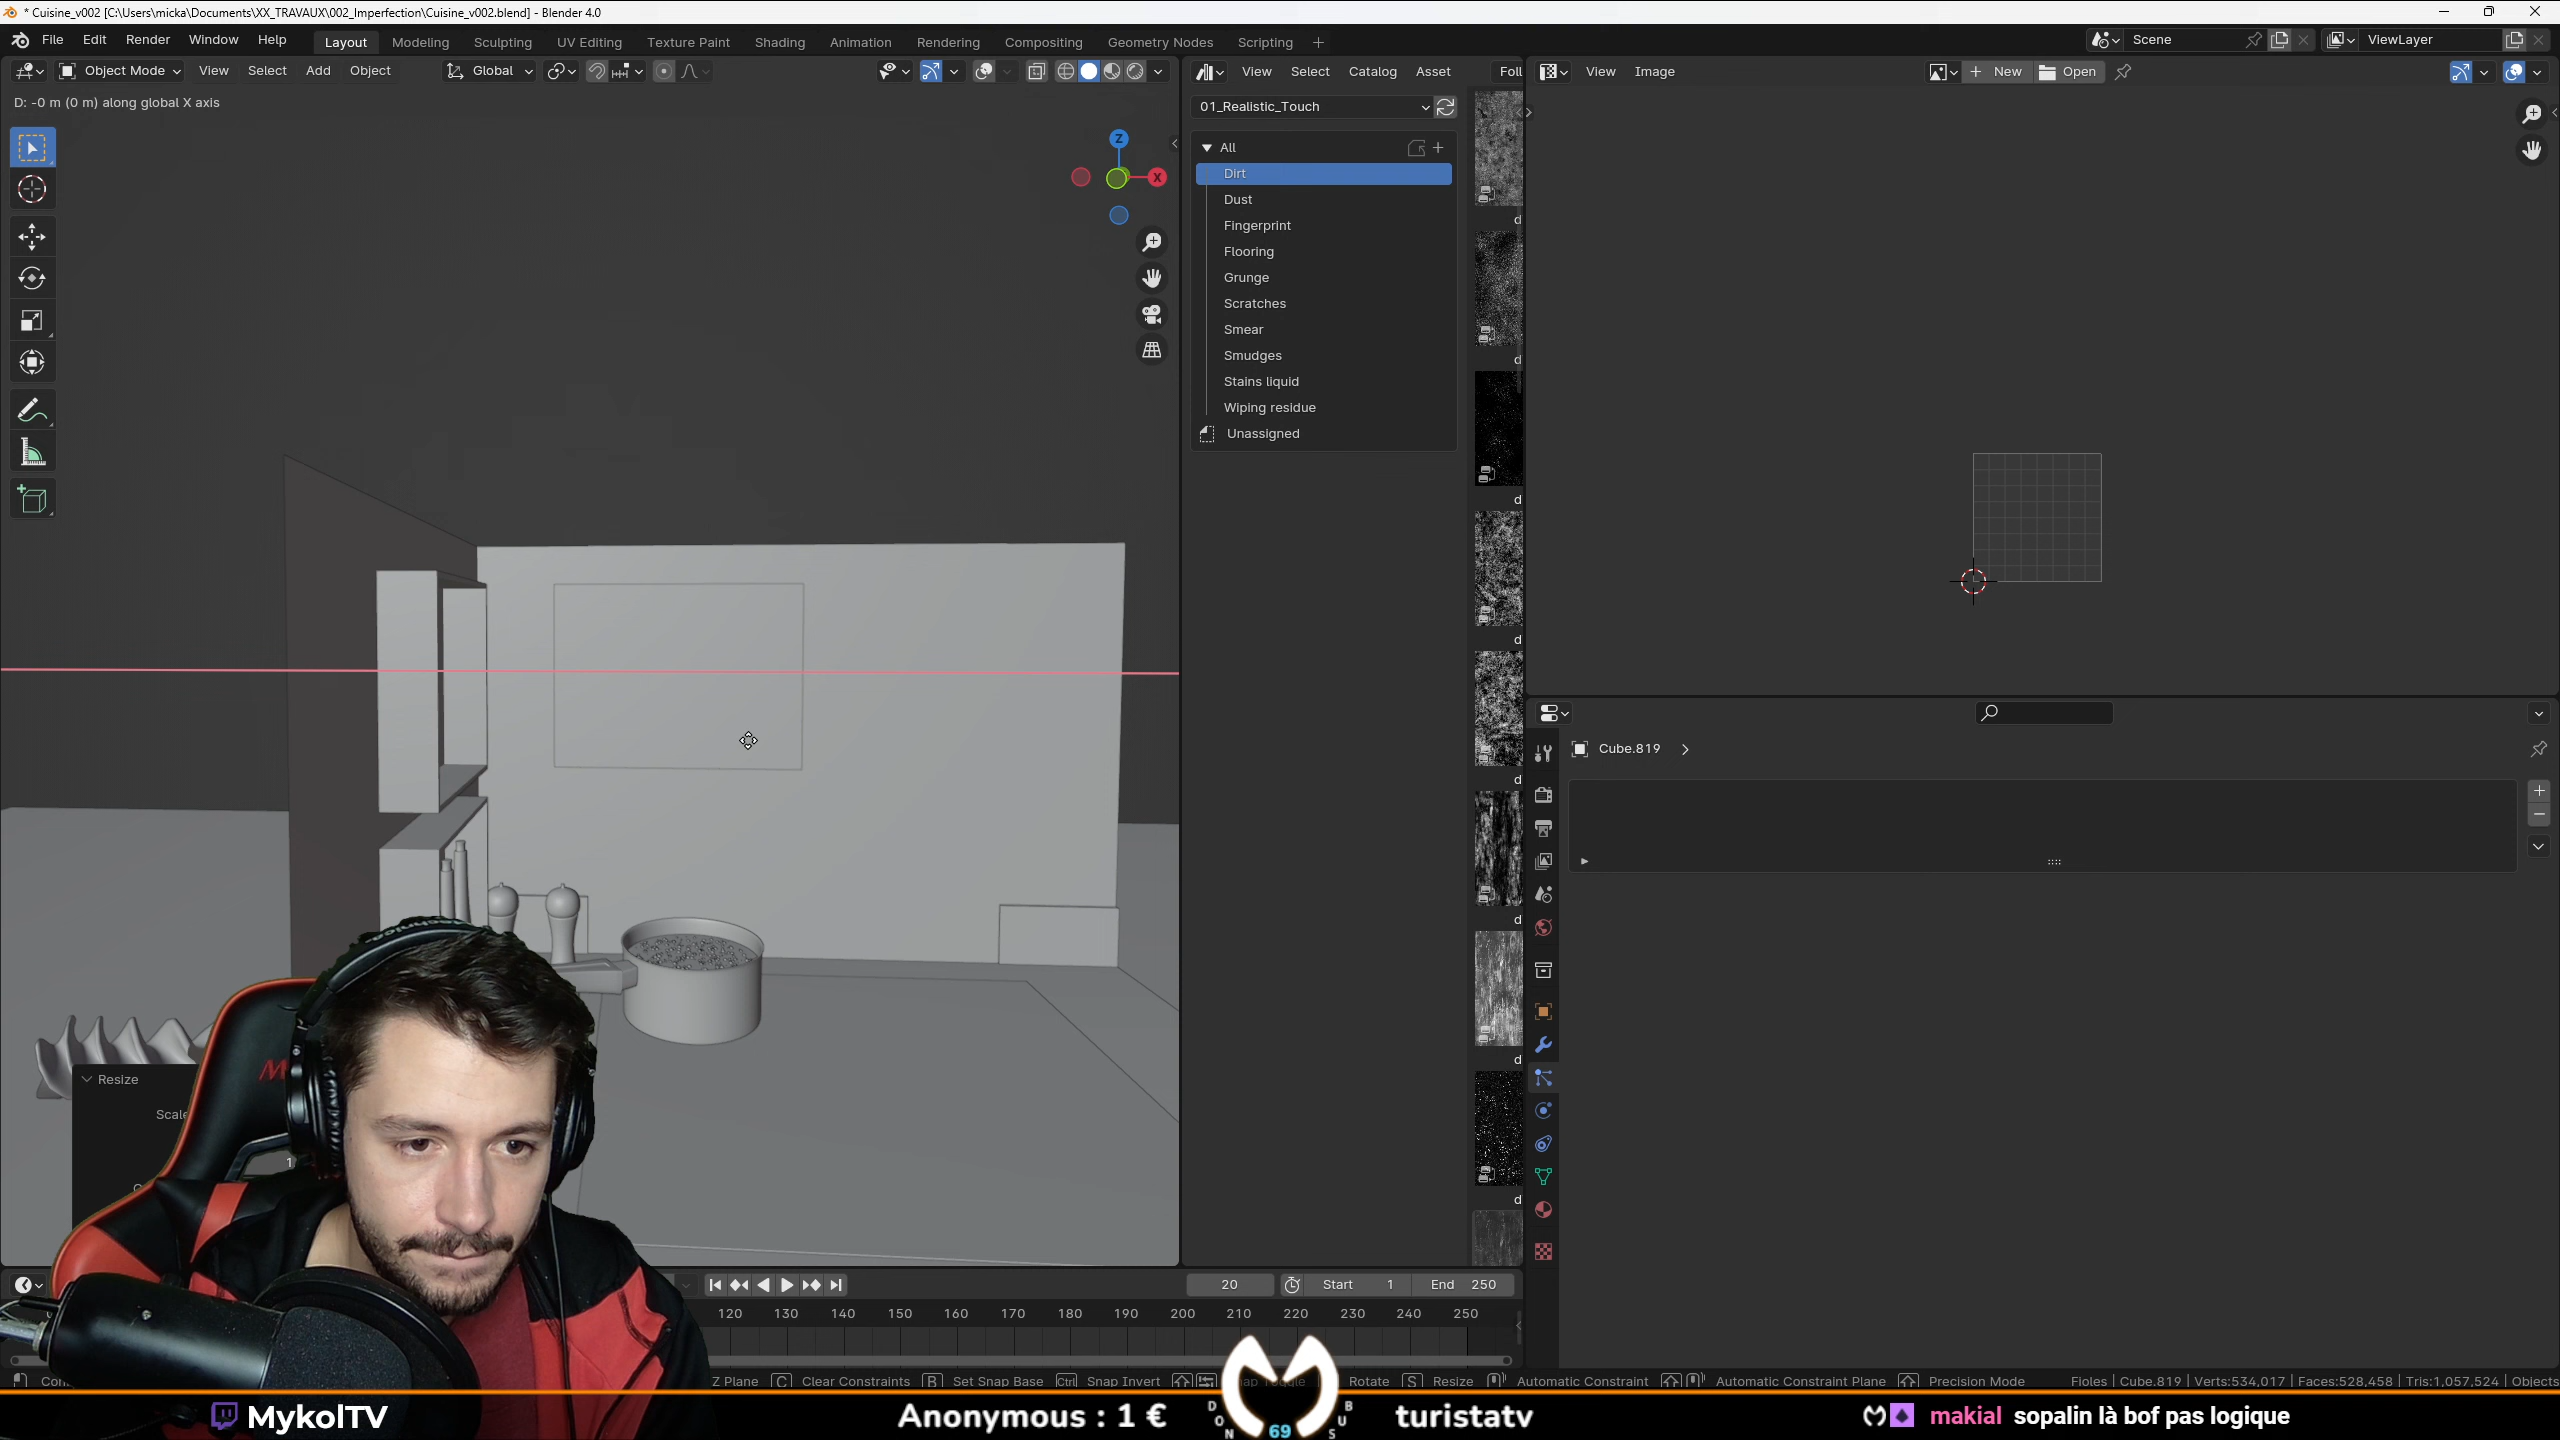 * Cuisine_v002 [C:\Users\micka\Documents\XX_TRAVAUX\002_Imperfection\Cuisine_v002.blend] - Blender 4.0
File Edit Render Window Help Layout Modeling Sculpting UV Editing Texture Paint Shading Animation Rendering Compositing Geometry Nodes Scripting + Scene ViewLayer
Object Mode View Select Add Object Global View Select Catalog Asset Foll View Image New Open
D: -0 m (0 m) along global X axis
Z
X
01_Realistic_Touch
All
Dirt
Dust
Fingerprint
Flooring
Grunge
Scratches
Smear
Smudges
Stains liquid
Wiping residue
Unassigned
d
d
d
d
d
d
d
d
Cube.819
Resize
Scale
1
20 Start 1 End 250
120 130 140 150 160 170 180 190 200 210 220 230 240 250
Z Plane C Clear Constraints B Set Snap Base Ctrl Snap Invert Rotate S Resize Automatic Constraint Automatic Constraint Plane Precision Mode Fioles | Cube.819 | Verts:534,017 | Faces:528,458 | Tris:1,057,524 | Objects
MykolTV Anonymous : 1 € DON 69 SUB turistatv makial sopalin là bof pas logique